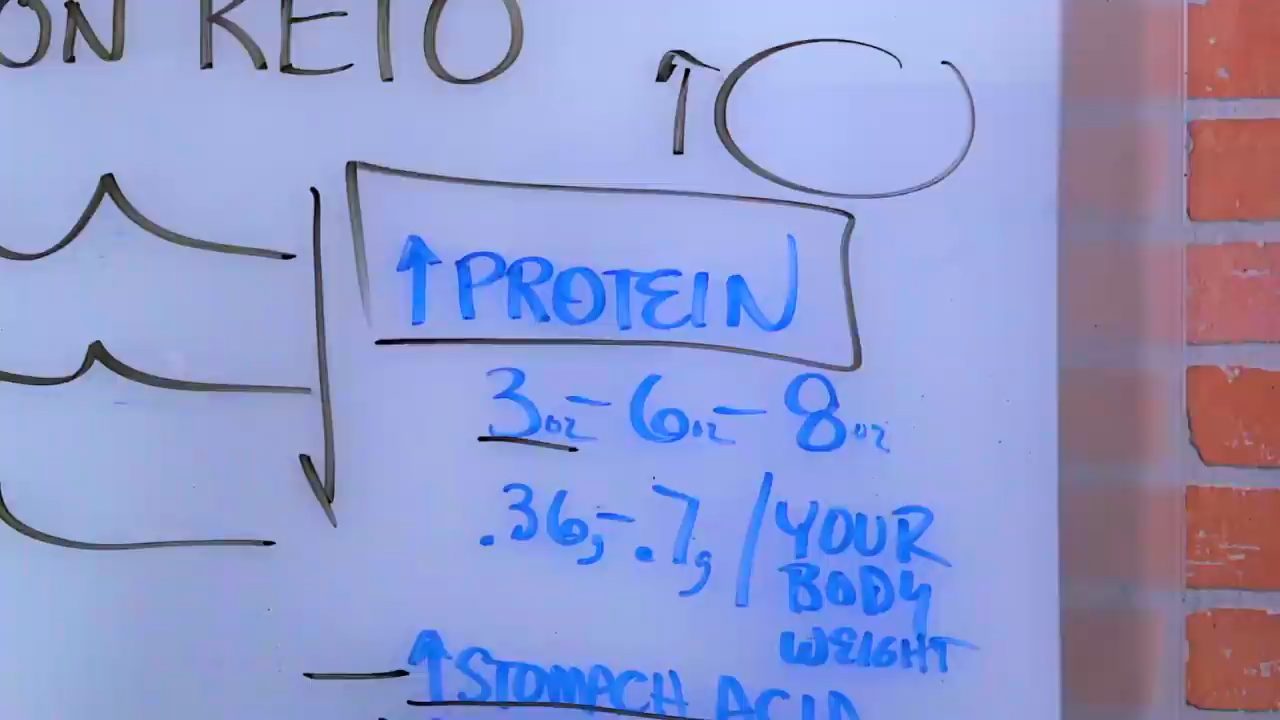 ON KETO
↑
↑ PROTEIN
3oz - 6oz - 8oz
.36g - .7g / YOUR
BODY
WEIGHT
↑ STOMACH ACID